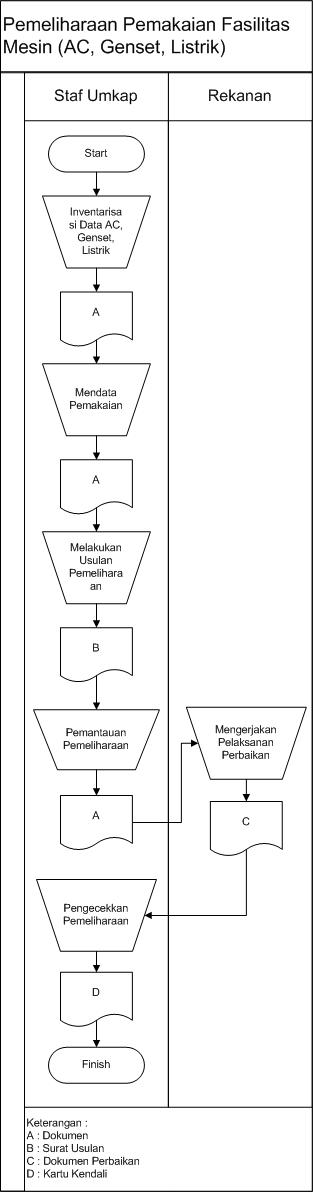 Pemeliharaan Pemakaian Fasilitas
Mesin (AC, Genset, Listrik)
Staf Umkap
Rekanan
Start
Inventarisa
si Data AC,
Genset,
Listrik
A
Mendata
Pemakaian
A
Melakukan
Usulan
Pemelihara
an
B
Pemantauan
Pemeliharaan
Mengerjakan
Pelaksanan
Perbaikan
A
C
Pengecekkan
Pemeliharaan
D
Finish
Keterangan :
A : Dokumen
B : Surat Usulan
C : Dokumen Perbaikan
D : Kartu Kendali